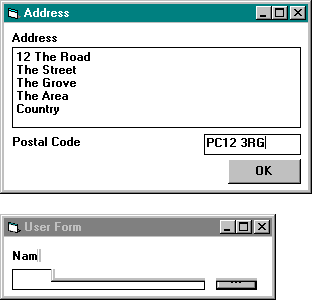 Address
Address
12 The Road
The Street
The Grove
The Area
Country
Postal Code
PC12 3RG
OK
User Form
Nam
...